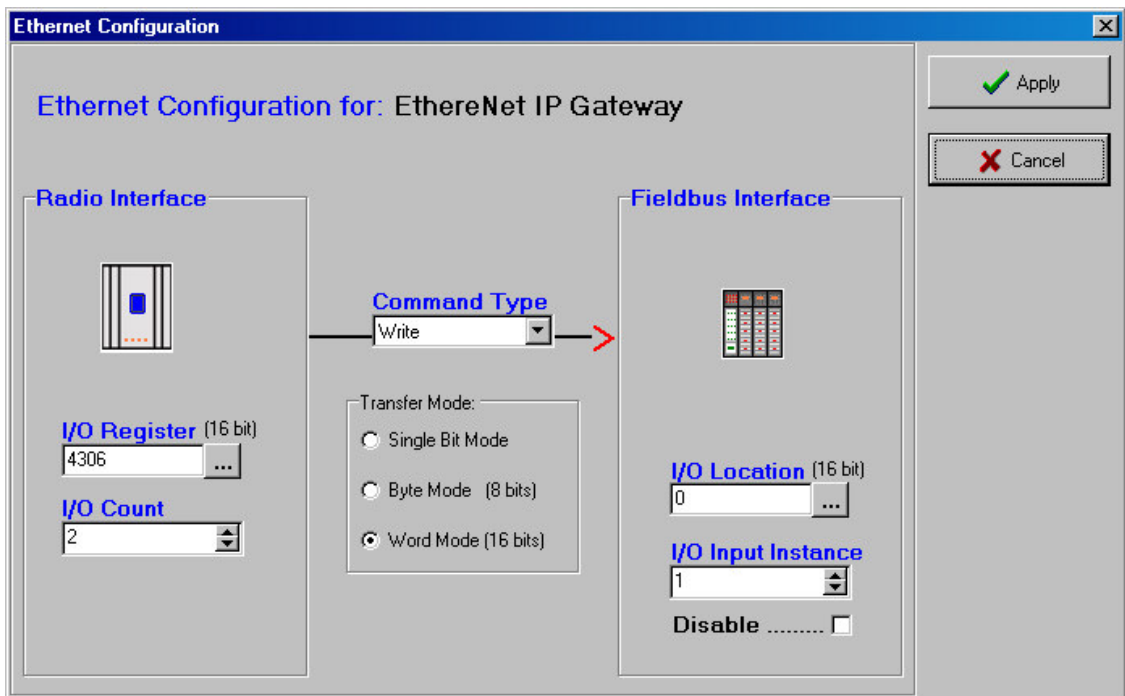 Ethernet Configuration
Apply
Ethernet Configuration for: EthereNet IP Gateway
Cancel
Radio Interface
Fieldbus Interface
Command Type
Write
Transfer Mode:
I/O Register (16 bit)
4306
...
Single Bit Mode
I/O Location (16 bit)
0
...
Byte Mode (8 bits)
I/O Count
2
Word Mode (16 bits)
I/O Input Instance
1
Disable .........